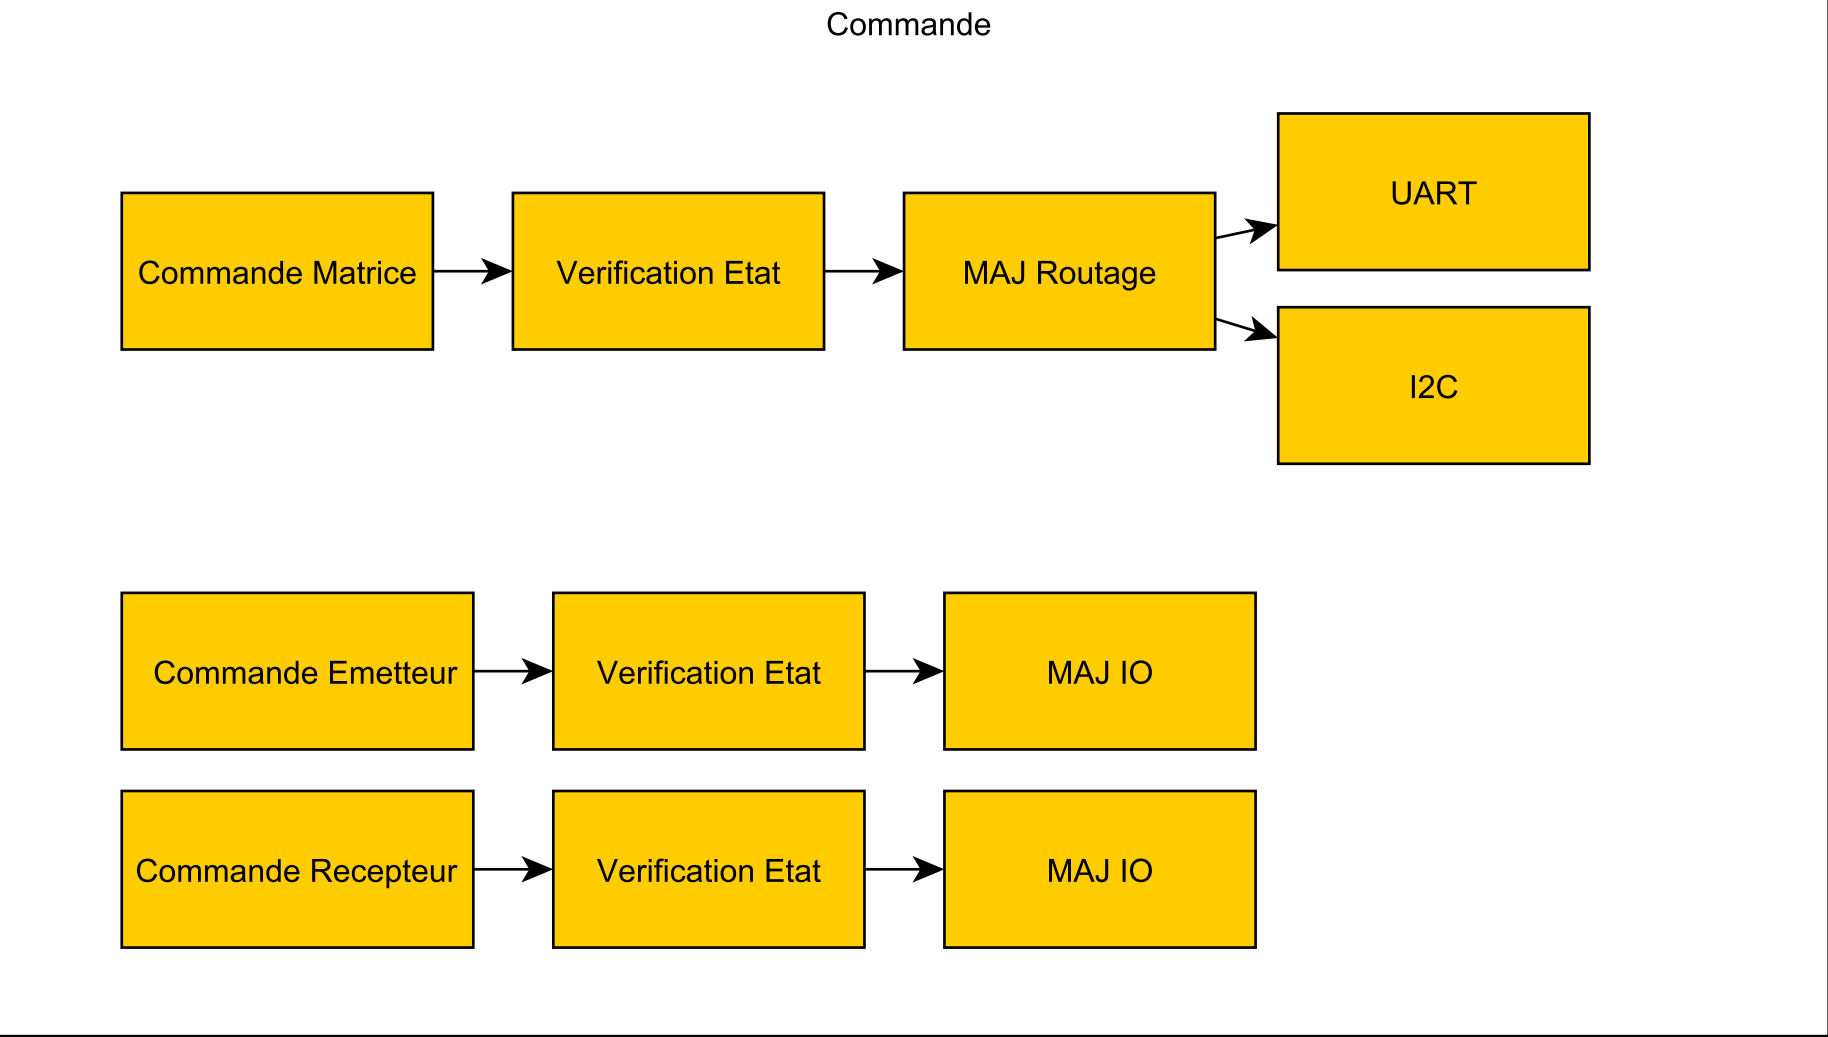 Commande
UART
Commande Matrice
Verification Etat
MAJ Routage
I2C
Commande Emetteur
Verification Etat
MAJ IO
Commande Recepteur
Verification Etat
MAJ IO